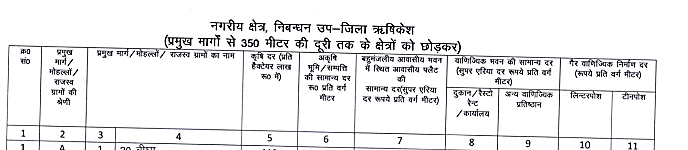 नगरीय क्षेत्र, निबन्धन उप–जिला ऋषिकेश
(प्रमुख मार्गो से 350 मीटर की दूरी तक के क्षेत्रों को छोड़कर)
क्र0 सं0
प्रमुख मार्ग/ मोहल्लों/ राजस्व ग्रामों की श्रेणी
प्रमुख मार्ग/मोहल्लों/ राजस्व ग्रामों का नाम
कृषि दर (प्रति हैक्टेयर लाख रू0 में)
अकृषि भूमि/सम्पत्ति की सामान्य दर रू0 प्रति वर्ग मीटर
बहुमंजलीय आवासीय भवन में स्थित आवासीय फ्लैट की सामान्य दर(सुपर एरिया दर रूपये प्रति वर्ग मीटर)
वाणिज्यिक भवन की सामान्य दर (सुपर एरिया दर रूपये प्रति वर्ग मीटर)
गैर वाणिज्यिक निर्माण दर (रूपये प्रति वर्ग मीटर)
दुकान/रैस्टो रेन्ट /कार्यालय
अन्य वाणिज्यिक प्रतिष्ठान
लिन्टरपोश
टीनपोश
1 2 3 4 5 6 7 8 9 10 11
1 A 1